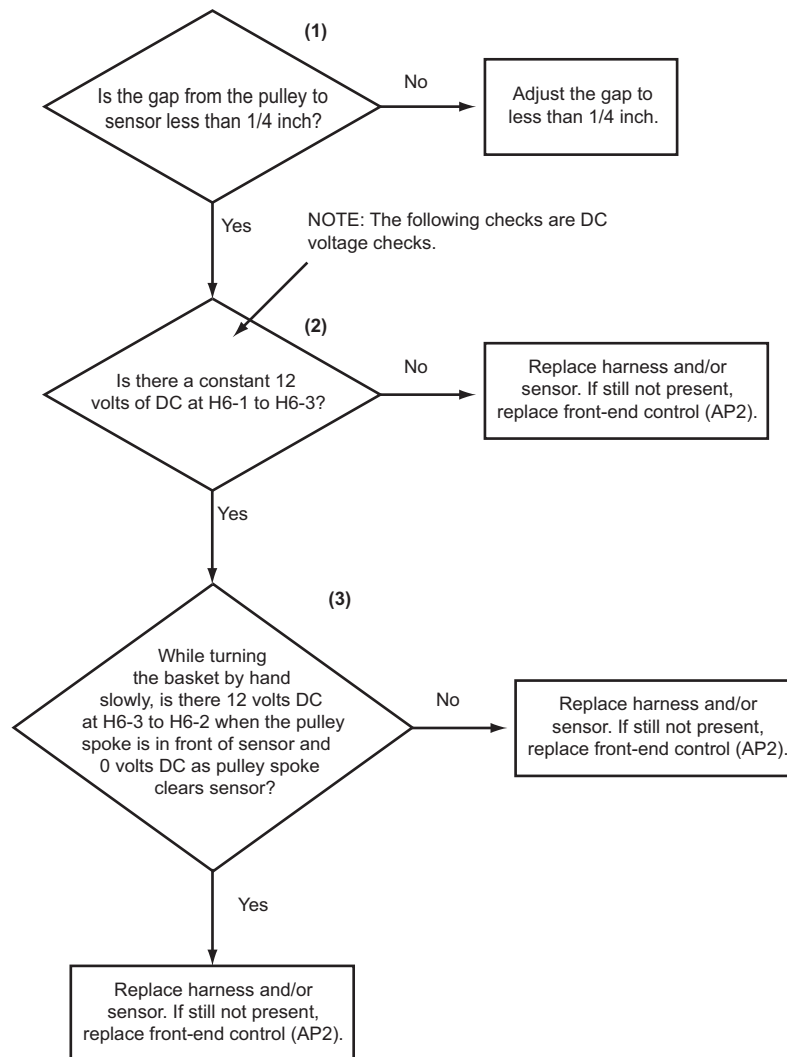 (1)
Is the gap from the pulley to
sensor less than 1/4 inch?
No
Adjust the gap to
less than 1/4 inch.
Yes
NOTE: The following checks are DC
voltage checks.
(2)
Is there a constant 12
volts of DC at H6-1 to H6-3?
No
Replace harness and/or
sensor. If still not present,
replace front-end control (AP2).
Yes
(3)
While turning
the basket by hand
slowly, is there 12 volts DC
at H6-3 to H6-2 when the pulley
spoke is in front of sensor and
0 volts DC as pulley spoke
clears sensor?
No
Replace harness and/or
sensor. If still not present,
replace front-end control (AP2).
Yes
Replace harness and/or
sensor. If still not present,
replace front-end control (AP2).